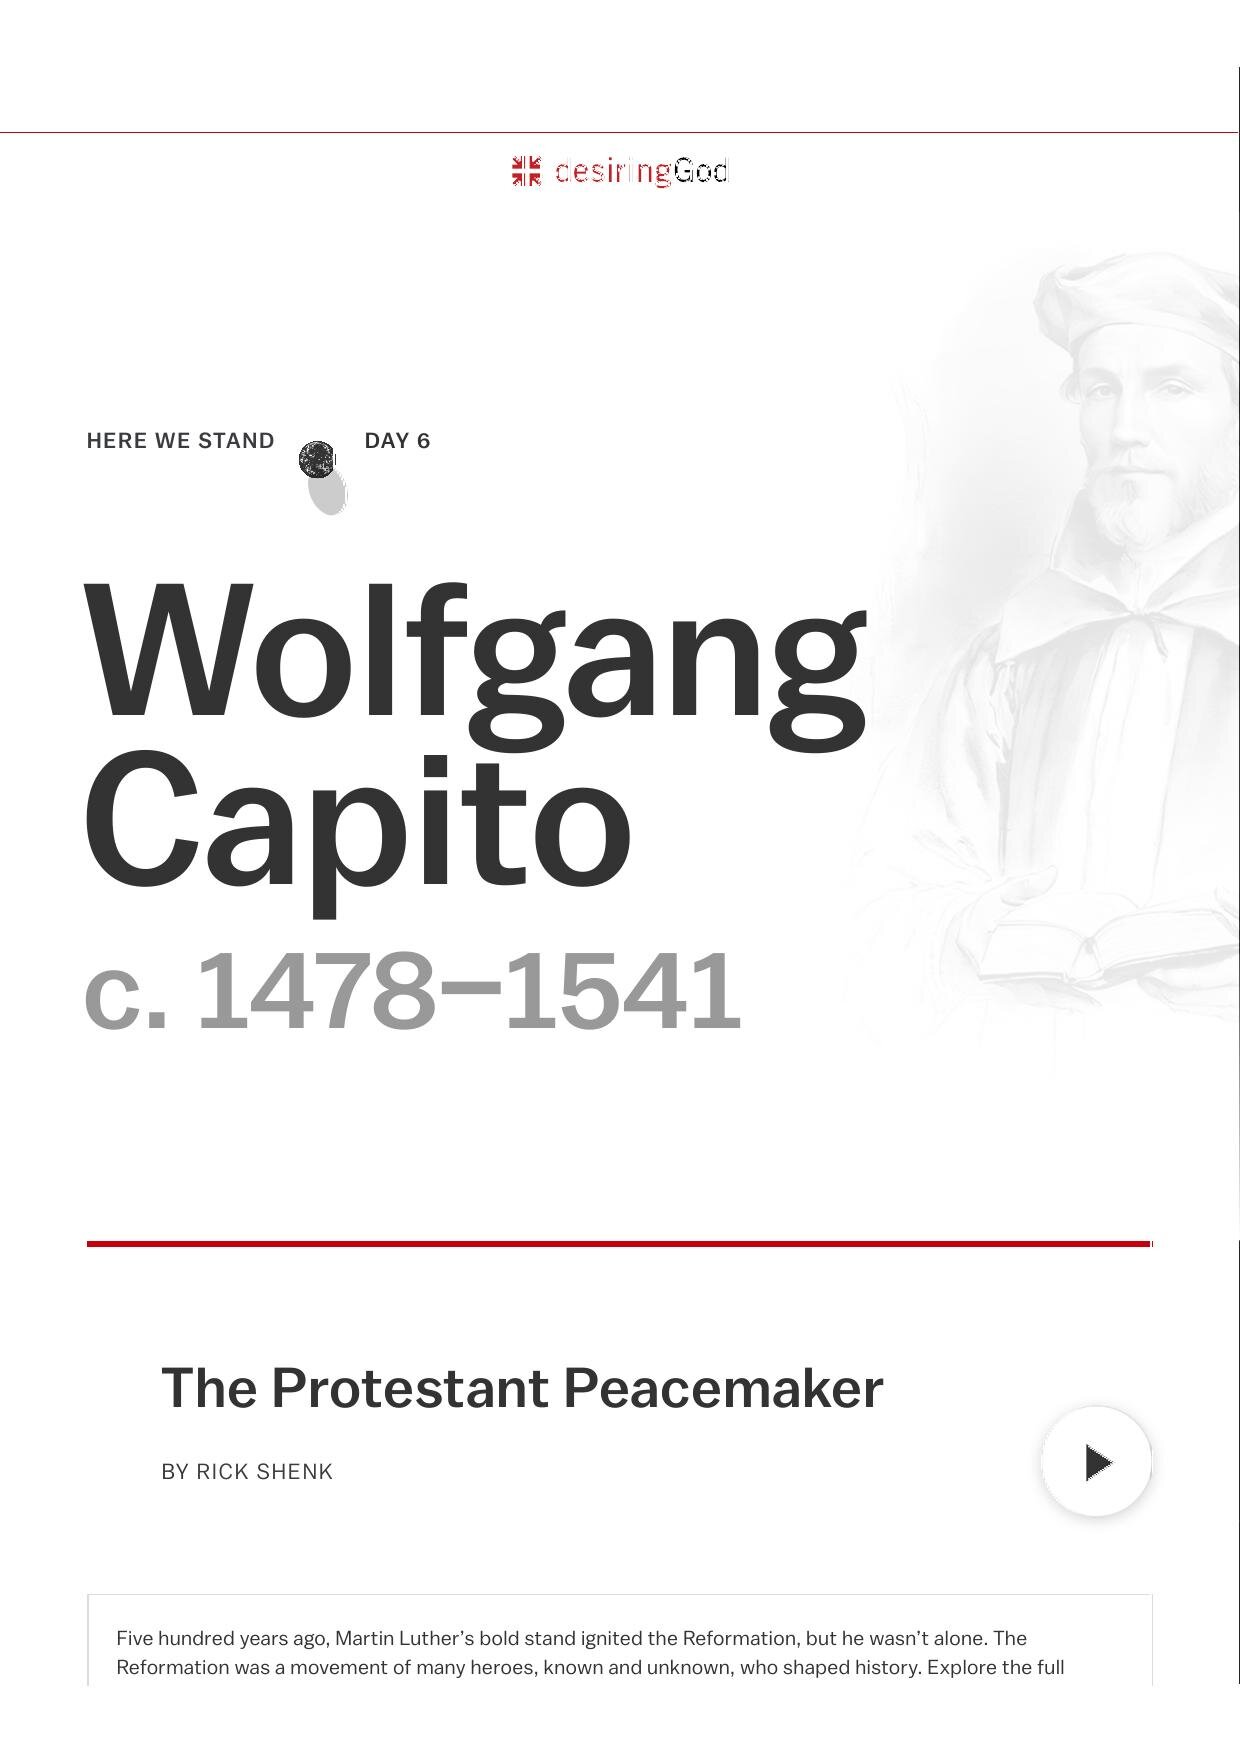 desiringGod
HERE WE STAND DAY 6
Wolfgang
Capito
c. 1478–1541
The Protestant Peacemaker
BY RICK SHENK
Five hundred years ago, Martin Luther’s bold stand ignited the Reformation, but he wasn’t alone. The
Reformation was a movement of many heroes, known and unknown, who shaped history. Explore the full